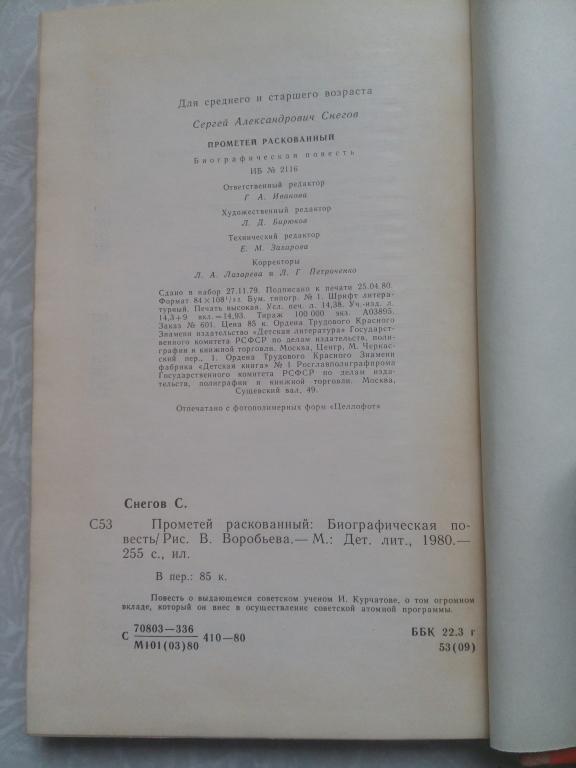 Для среднего и старшего возраста
Сергей Александрович Снегов
ПРОМЕТЕЙ РАСКОВАННЫЙ
Биографическая повесть
ИБ № 2116
Ответственный редактор
Г. А. Иванова
Художественный редактор
Л. Д. Бирюков
Технический редактор
Е. М. Захарова
Корректоры
Л. А. Лазарева и Л. Г Петроченко
Сдано в набор 27.11.79. Подписано к печати 25.04.80.
Формат 84×108¹/₃₂. Бум. типогр. № 1. Шрифт литера-
турный. Печать высокая. Усл. печ. л. 14,38. Уч.-изд. л.
14,3+9 вкл.=14,93. Тираж 100 000 экз. А03895.
Заказ № 601. Цена 85 к. Ордена Трудового Красного
Знамени издательство «Детская литература» Государст-
венного комитета РСФСР по делам издательств, поли-
графии и книжной торговли. Москва, Центр, М. Черкас-
ский пер., 1. Ордена Трудового Красного Знамени
фабрика «Детская книга» № 1 Росглавполиграфпрома
Государственного комитета РСФСР по делам изда-
тельств, полиграфии и книжной торговли. Москва,
Сущевский вал, 49.
Отпечатано с фотополимерных форм «Целлофот»
Снегов С.
С53 Прометей раскованный: Биографическая по-
весть/Рис. В. Воробьева.— М.: Дет. лит., 1980.—
255 с., ил.
В пер.: 85 к.
Повесть о выдающемся советском ученом И. Курчатове, о том огромном
вкладе, который он внес в осуществление советской атомной программы.
С 70803—336 410—80 ББК 22.3 г
М101(03)80 53(09)